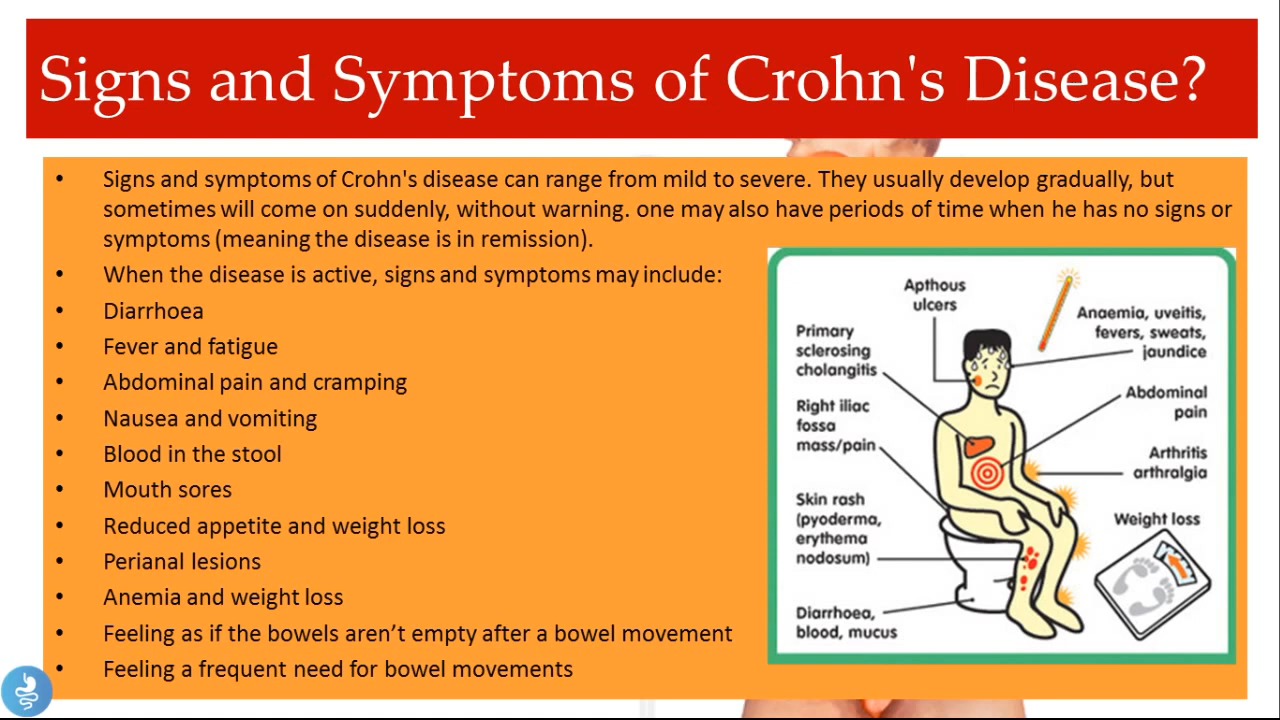 Signs and Symptoms of Crohn's Disease?
• Signs and symptoms of Crohn's disease can range from mild to severe. They usually develop gradually, but
sometimes will come on suddenly, without warning. one may also have periods of time when he has no signs or
symptoms (meaning the disease is in remission).
• When the disease is active, signs and symptoms may include:
• Diarrhoea
• Fever and fatigue
• Abdominal pain and cramping
• Nausea and vomiting
• Blood in the stool
• Mouth sores
• Reduced appetite and weight loss
• Perianal lesions
• Anemia and weight loss
• Feeling as if the bowels aren’t empty after a bowel movement
• Feeling a frequent need for bowel movements
Apthous
ulcers
Anaemia, uveitis,
fevers, sweats,
jaundice
Primary
sclerosing
cholangitis
Abdominal
pain
Right iliac
fossa
mass/pain
Arthritis
arthralgia
Skin rash
(pyoderma,
erythema
nodosum)
Weight loss
Diarrhoea,
blood, mucus